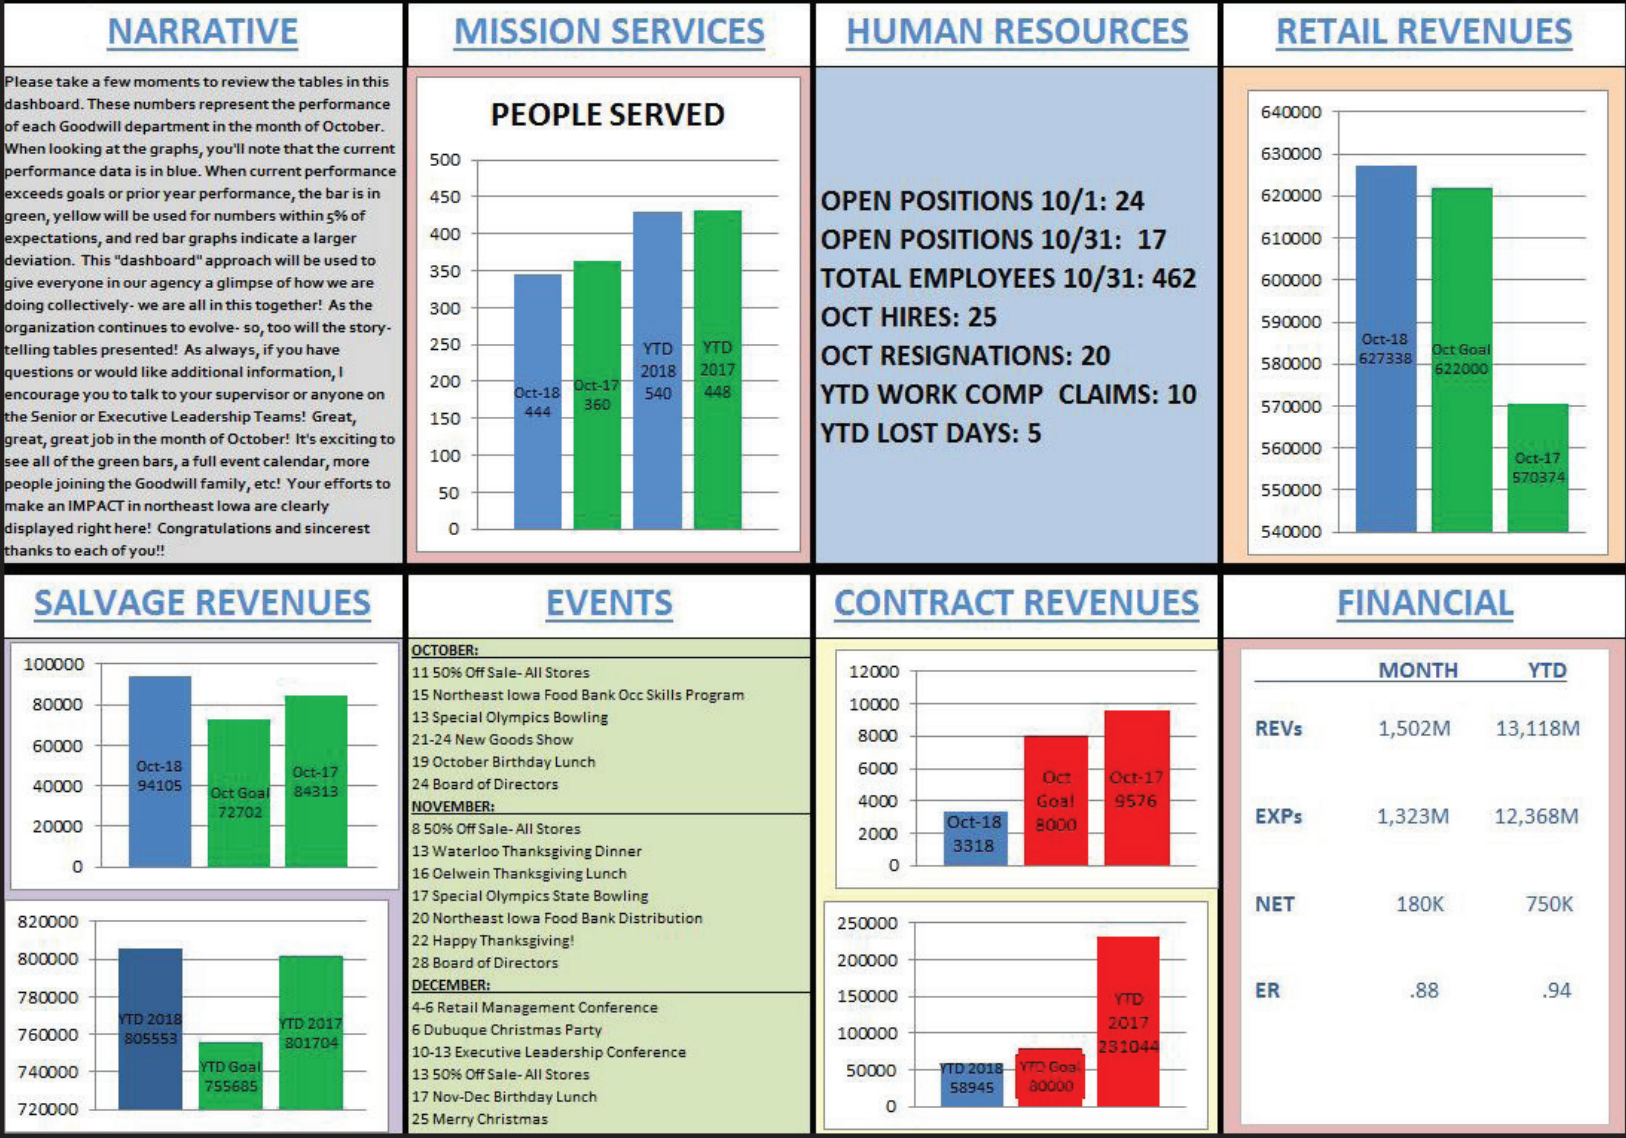 NARRATIVE
Please take a few moments to review the tables in this
dashboard. These numbers represent the performance
of each Goodwill department in the month of October.
When looking at the graphs, you'll note that the current
performance data is in blue. When current performance
exceeds goals or prior year performance, the bar is in
green, yellow will be used for numbers within 5% of
expectations, and red bar graphs indicate a larger
deviation. This "dashboard" approach will be used to
give everyone in our agency a glimpse of how we are
doing collectively- we are all in this together! As the
organization continues to evolve- so, too will the story-
telling tables presented! As always, if you have
questions or would like additional information, I
encourage you to talk to your supervisor or anyone on
the Senior or Executive Leadership Teams! Great,
great, great job in the month of October! It's exciting to
see all of the green bars, a full event calendar, more
people joining the Goodwill family, etc! Your efforts to
make an IMPACT in northeast Iowa are clearly
displayed right here! Congratulations and sincerest
thanks to each of you!!
MISSION SERVICES
PEOPLE SERVED
500
450
400
350
300
250
200
150
100
50
0
Oct-18
444
Oct-17
360
YTD
2018
540
YTD
2017
448
HUMAN RESOURCES
OPEN POSITIONS 10/1: 24
OPEN POSITIONS 10/31: 17
TOTAL EMPLOYEES 10/31: 462
OCT HIRES: 25
OCT RESIGNATIONS: 20
YTD WORK COMP CLAIMS: 10
YTD LOST DAYS: 5
RETAIL REVENUES
640000
630000
620000
610000
600000
590000
580000
570000
560000
550000
540000
Oct-18
627338
Oct Goal
622000
Oct-17
570374
SALVAGE REVENUES
100000
80000
60000
40000
20000
0
Oct-18
94105
Oct Goal
72702
Oct-17
84313
820000
800000
780000
760000
740000
720000
YTD 2018
805553
YTD Goal
755685
YTD 2017
801704
EVENTS
OCTOBER:
11 50% Off Sale- All Stores
15 Northeast Iowa Food Bank Occ Skills Program
13 Special Olympics Bowling
21-24 New Goods Show
19 October Birthday Lunch
24 Board of Directors
NOVEMBER:
8 50% Off Sale- All Stores
13 Waterloo Thanksgiving Dinner
16 Oelwein Thanksgiving Lunch
17 Special Olympics State Bowling
20 Northeast Iowa Food Bank Distribution
22 Happy Thanksgiving!
28 Board of Directors
DECEMBER:
4-6 Retail Management Conference
6 Dubuque Christmas Party
10-13 Executive Leadership Conference
13 50% Off Sale- All Stores
17 Nov-Dec Birthday Lunch
25 Merry Christmas
CONTRACT REVENUES
12000
10000
8000
6000
4000
2000
0
Oct-18
3318
Oct
Goal
8000
Oct-17
9576
250000
200000
150000
100000
50000
0
YTD 2018
58945
YTD Goal
80000
YTD
2017
231044
FINANCIAL
MONTH YTD
REVs 1,502M 13,118M
EXPs 1,323M 12,368M
NET 180K 750K
ER .88 .94